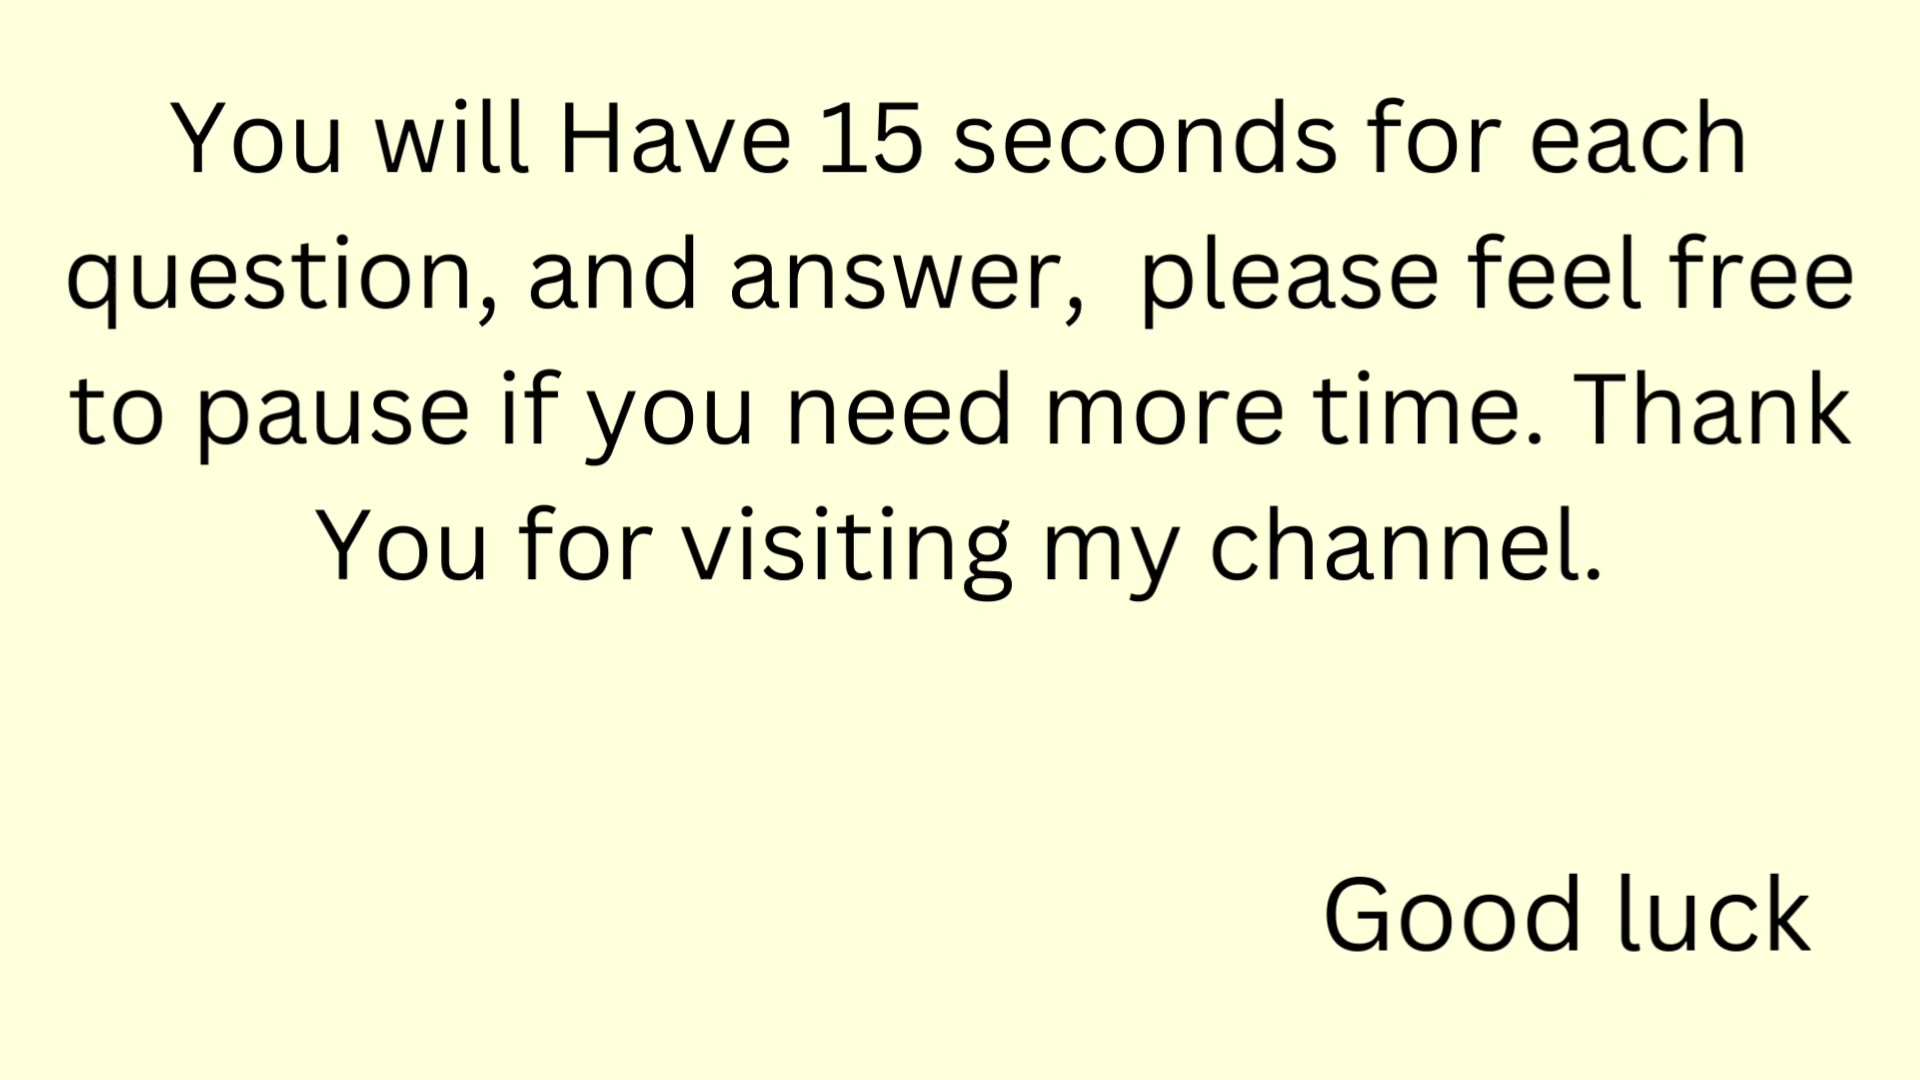 You will Have 15 seconds for each
question, and answer,  please feel free
to pause if you need more time. Thank
You for visiting my channel.
Good luck